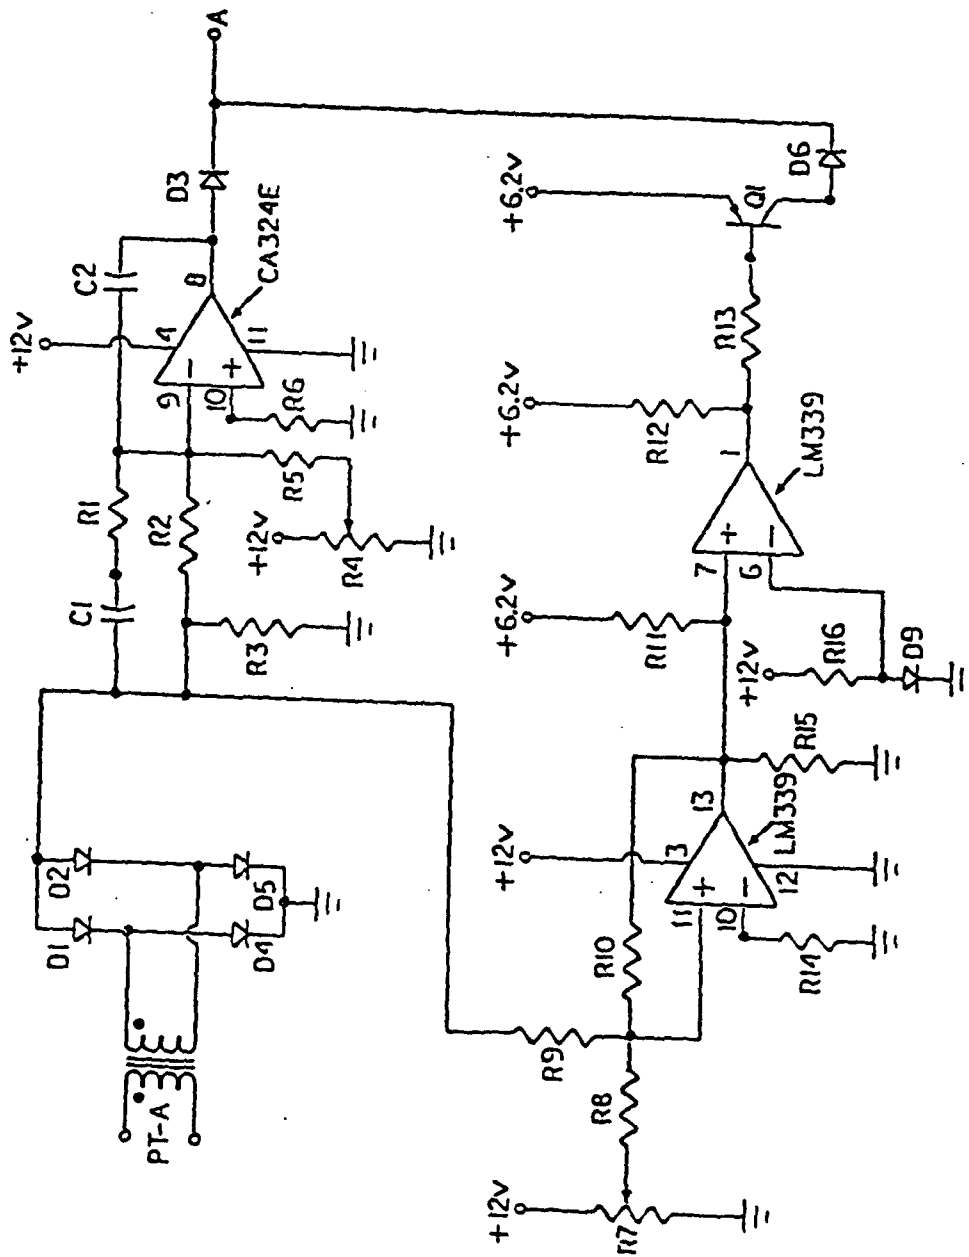 PT-A
D1
D2
D4
D5
C1
R1
C2
+12v
R2
R3
+12v
R4
R5
9
10
4
8
11
R6
CA324E
D3
A
+12v
R7
R8
R9
R10
+12v
11
10
3
13
12
LM339
R14
R15
+6.2v
R11
+12v
R16
D9
7
6
1
LM339
+6.2v
R12
R13
+6.2v
Q1
D6
+
−
+
−
−
+